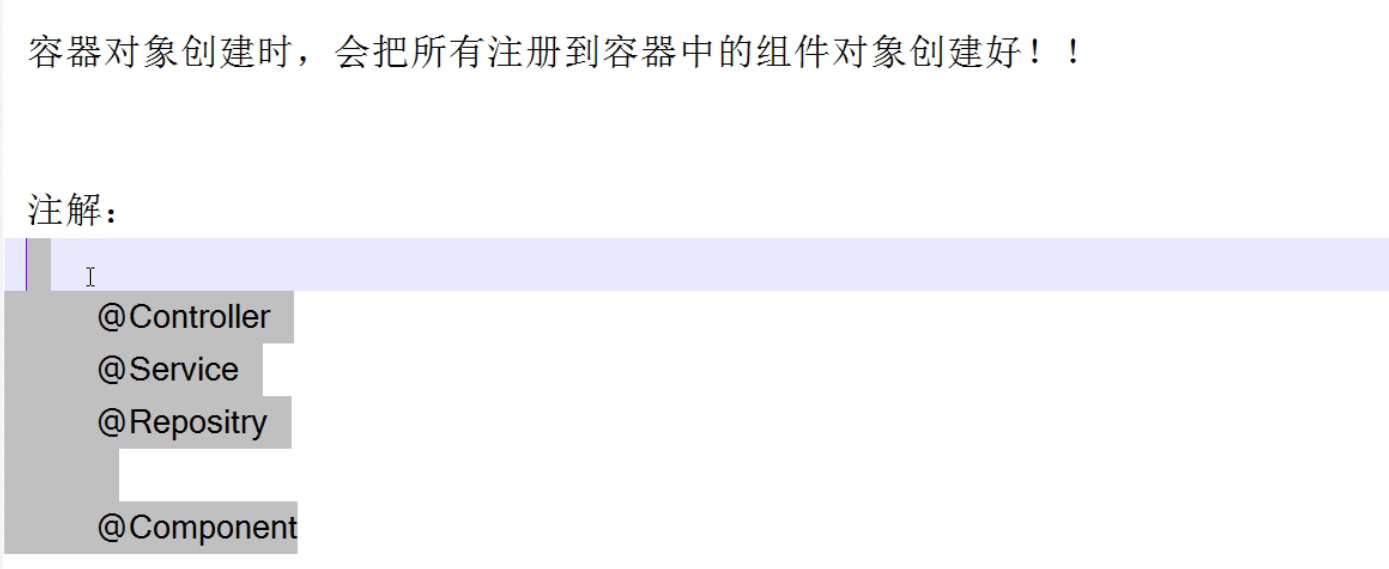 容器对象创建时，会把所有注册到容器中的组件对象创建好！！
注解：
@Controller
@Service
@Repositry
@Component